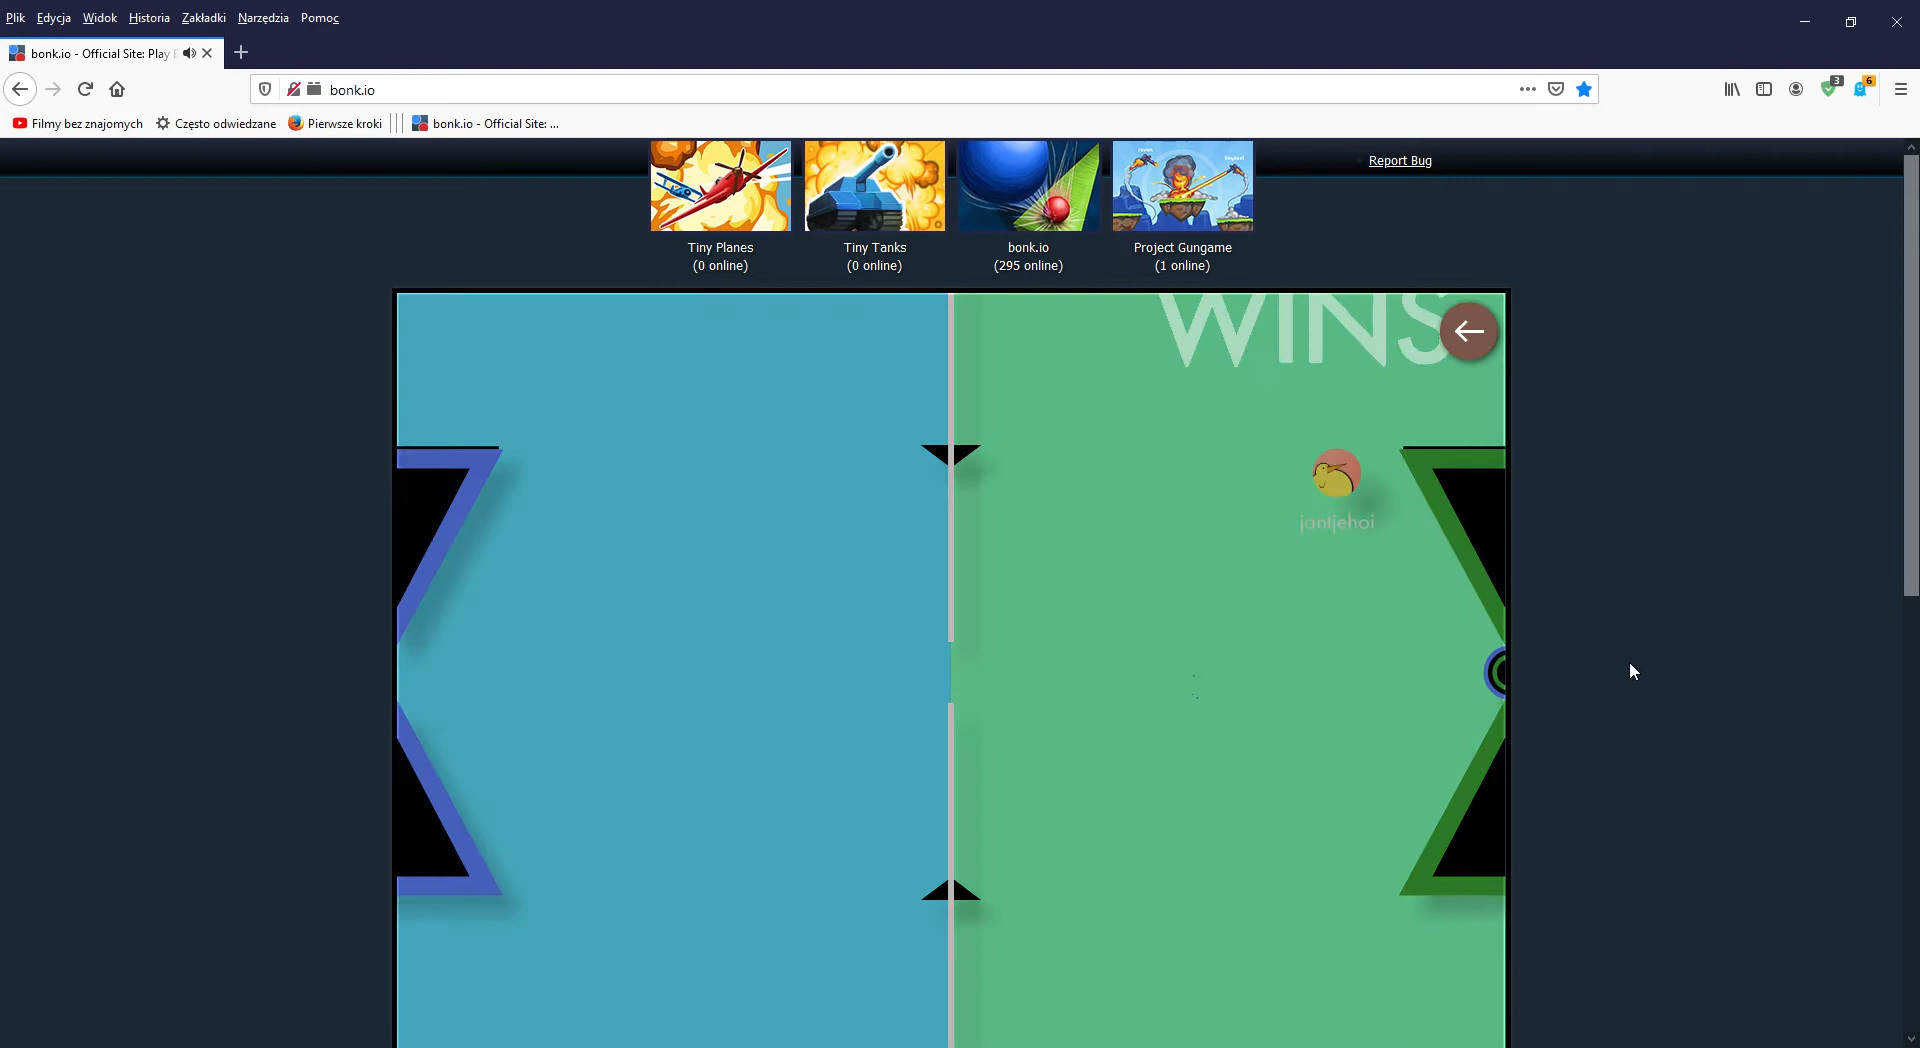 Plik Edycja Widok Historia Zakładki Narzędzia Pomoc
bonk.io - Official Site: Play
bonk.io
Filmy bez znajomych Często odwiedzane Pierwsze kroki bonk.io - Official Site: ...
3
6
Report Bug
Tiny Planes
(0 online)
Tiny Tanks
(0 online)
bonk.io
(295 online)
Project Gungame
(1 online)
WINS
jantjehoi